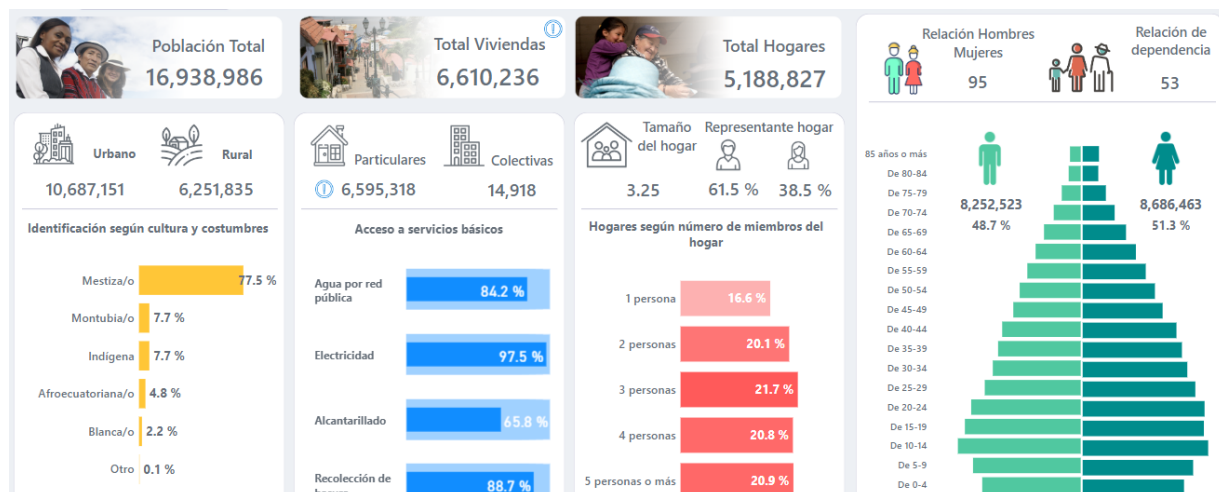 Población Total
16,938,986
Total Viviendas
6,610,236
Total Hogares
5,188,827
Relación Hombres
Mujeres
95
Relación de
dependencia
53
Urbano
Rural
10,687,151
6,251,835
Identificación según cultura y costumbres
Mestiza/o
77.5 %
Montubia/o
7.7 %
Indígena
7.7 %
Afroecuatoriana/o
4.8 %
Blanca/o
2.2 %
Otro
0.1 %
Particulares
Colectivas
6,595,318
14,918
Acceso a servicios básicos
Agua por red
pública
84.2 %
Electricidad
97.5 %
Alcantarillado
65.8 %
Recolección de
88.7 %
Tamaño
del hogar
Representante hogar
3.25
61.5 %
38.5 %
Hogares según número de miembros del
hogar
1 persona
16.6 %
2 personas
20.1 %
3 personas
21.7 %
4 personas
20.8 %
5 personas o más
20.9 %
8,252,523
48.7 %
8,686,463
51.3 %
85 años o más
De 80-84
De 75-79
De 70-74
De 65-69
De 60-64
De 55-59
De 50-54
De 45-49
De 40-44
De 35-39
De 30-34
De 25-29
De 20-24
De 15-19
De 10-14
De 5-9
De 0-4